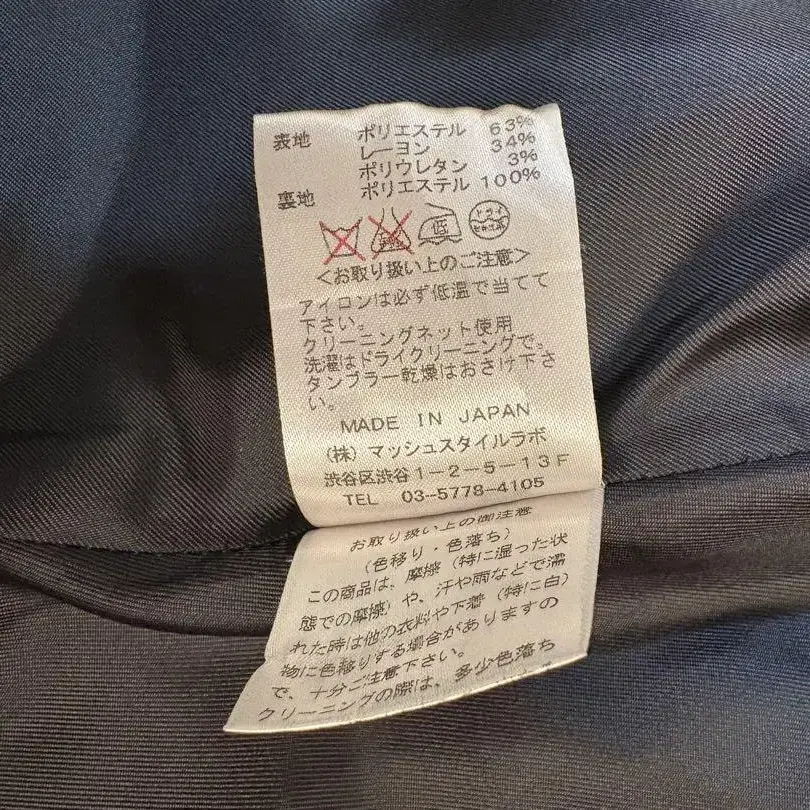 表地 ポリエステル 63%
レーヨン 34%
ポリウレタン 3%
裏地 ポリエステル 100%
低 ドライ
<お取り扱い上のご注意>
アイロンは必ず低温で当てて
下さい。
クリーニングネット使用
洗濯はドライクリーニングで。
タンブラー乾燥はおさけ下さ
い。
MADE IN JAPAN
(株)マッシュスタイルラボ
渋谷区渋谷1-2-5-13F
TEL 03-5778-4105
お取り扱い上の御注意
(色移り・色落ち)
この商品は、摩擦(特に湿った状
態での摩擦)や、汗や雨などで濡
れた時は他の衣料や下着(特に白)
物に色移りする場合がありますの
で、十分ご注意下さい。
クリーニングの際は、多少色落ち